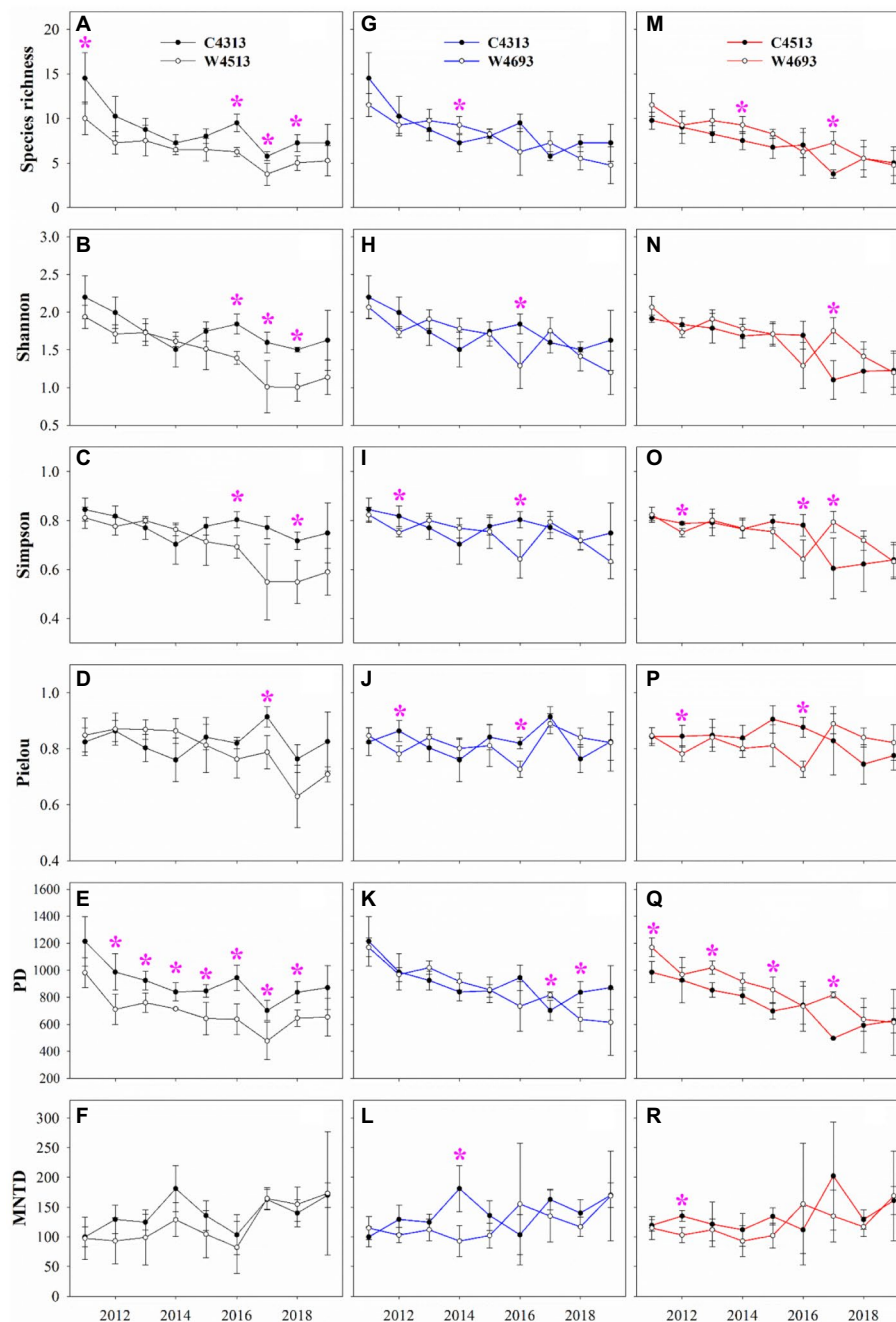 A
G
M
C4313
W4513
C4313
W4693
C4513
W4693
*
*
*
*
*
*
*
Species richness
20
15
10
5
0
B
H
N
*
*
*
*
*
Shannon
3.0
2.5
2.0
1.5
1.0
0.5
C
I
O
*
*
*
*
*
*
*
Simpson
1.0
0.8
0.6
0.4
D
J
P
*
*
*
*
*
Pielou
1.0
0.8
0.6
0.4
E
K
Q
*
*
*
*
*
*
*
*
*
*
*
*
*
PD
1600
1400
1200
1000
800
600
400
200
F
L
R
*
*
MNTD
300
250
200
150
100
50
0
2012 2014 2016 2018
2012 2014 2016 2018
2012 2014 2016 2018